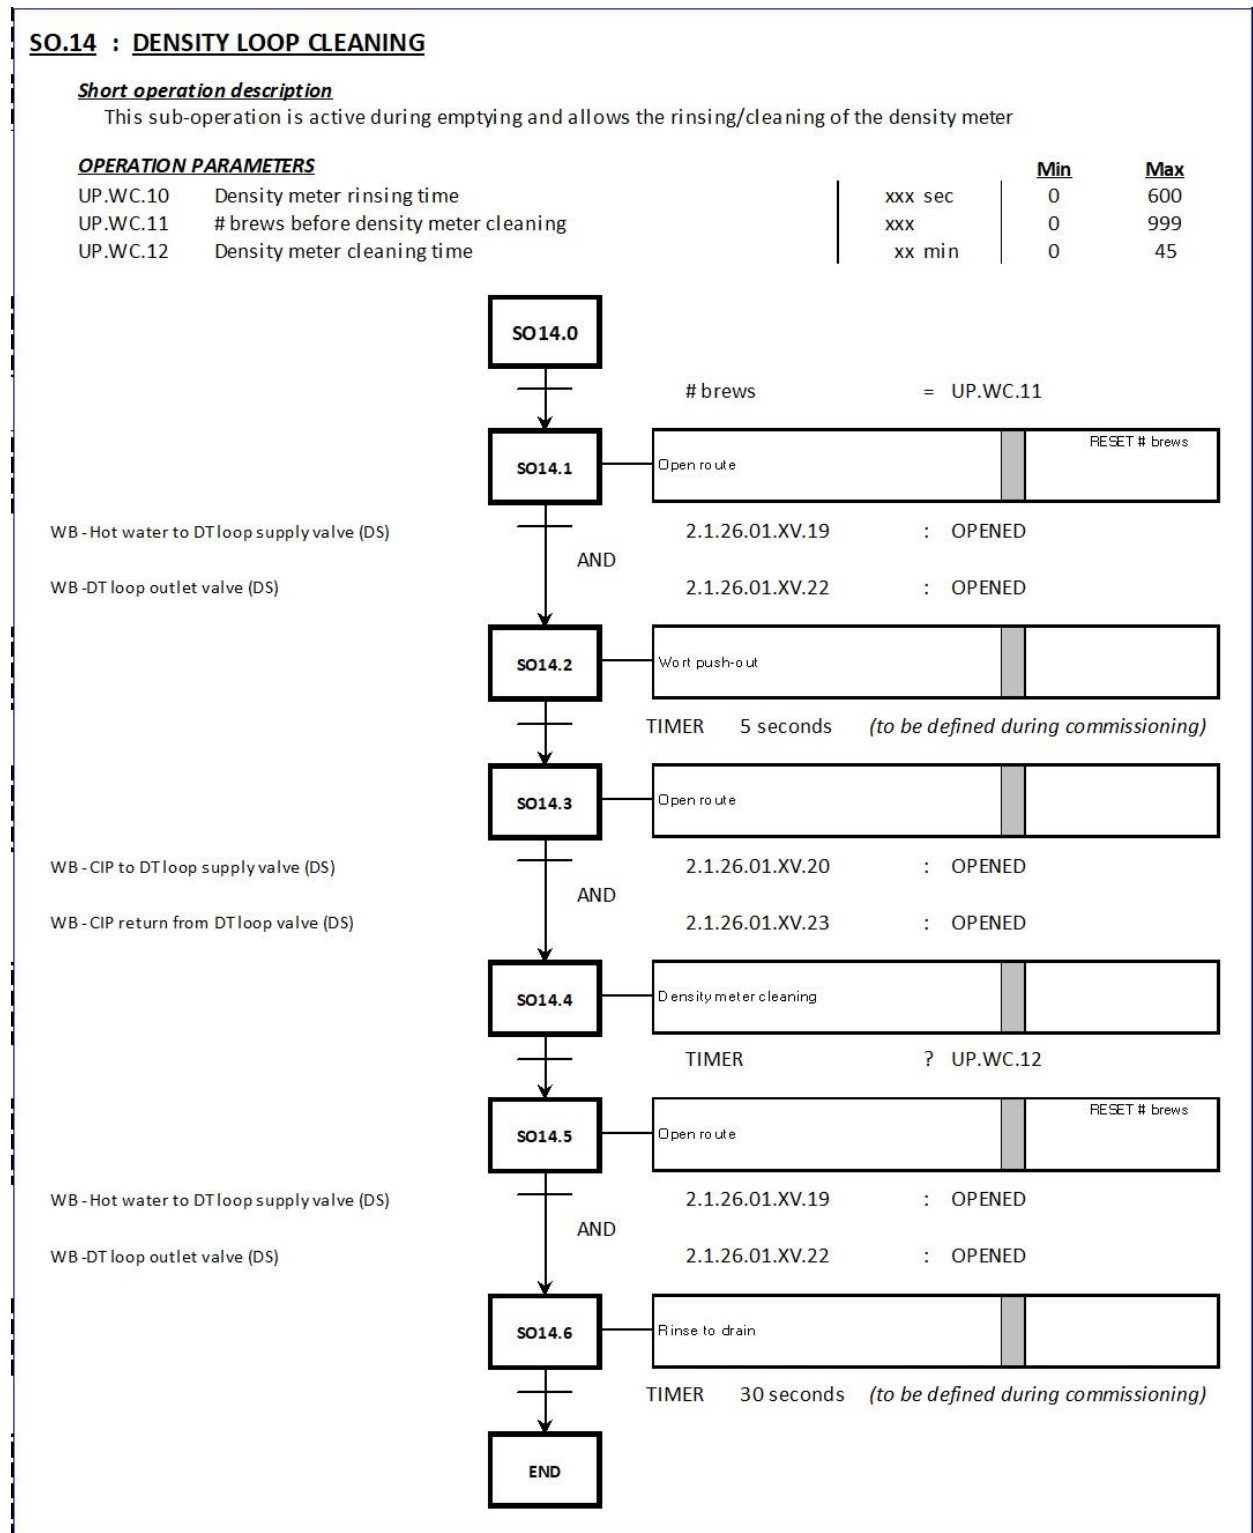 SO.14 : DENSITY LOOP CLEANING
Short operation description
This sub-operation is active during emptying and allows the rinsing/cleaning of the density meter
OPERATION PARAMETERS Min Max
UP.WC.10 Density meter rinsing time xxx sec 0 600
UP.WC.11 # brews before density meter cleaning xxx 0 999
UP.WC.12 Density meter cleaning time xx min 0 45
SO14.0
# brews = UP.WC.11
SO14.1 Open route RESET # brews
WB - Hot water to DT loop supply valve (DS) 2.1.26.01.XV.19 : OPENED
AND
WB -DT loop outlet valve (DS) 2.1.26.01.XV.22 : OPENED
SO14.2 Wort push-out
TIMER 5 seconds (to be defined during commissioning)
SO14.3 Open route
WB - CIP to DT loop supply valve (DS) 2.1.26.01.XV.20 : OPENED
AND
WB - CIP return from DT loop valve (DS) 2.1.26.01.XV.23 : OPENED
SO14.4 Density meter cleaning
TIMER ? UP.WC.12
SO14.5 Open route RESET # brews
WB - Hot water to DT loop supply valve (DS) 2.1.26.01.XV.19 : OPENED
AND
WB -DT loop outlet valve (DS) 2.1.26.01.XV.22 : OPENED
SO14.6 Rinse to drain
TIMER 30 seconds (to be defined during commissioning)
END